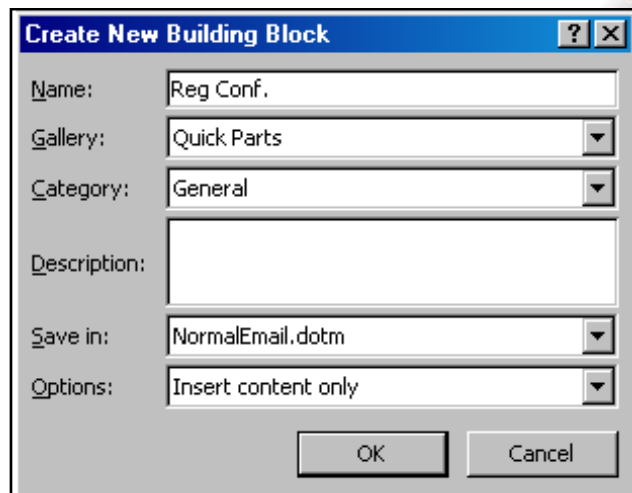 Create New Building Block
Name: Reg Conf.
Gallery: Quick Parts
Category: General
Description:
Save in: NormalEmail.dotm
Options: Insert content only
OK Cancel